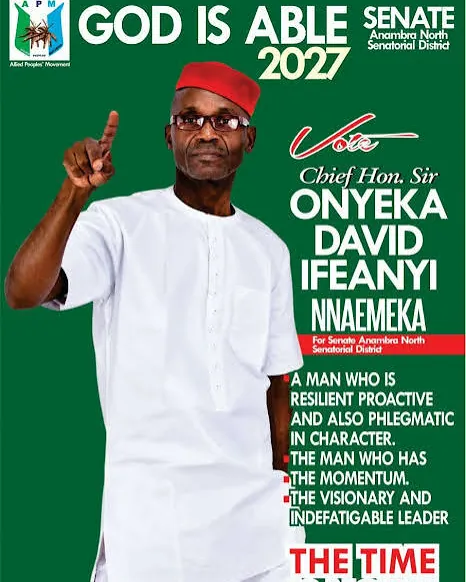 APM
Allied Peoples' Movement
GOD IS ABLE
2027
SENATE
Anambra North
Senatorial District
Vote
Chief Hon. Sir
ONYEKA
DAVID
IFEANYI
NNAEMEKA
For Senate Anambra North
Senatorial District
A MAN WHO IS
RESILIENT PROACTIVE
AND ALSO PHLEGMATIC
IN CHARACTER.
THE MAN WHO HAS
THE MOMENTUM.
THE VISIONARY AND
INDEFATIGABLE LEADER
THE TIME